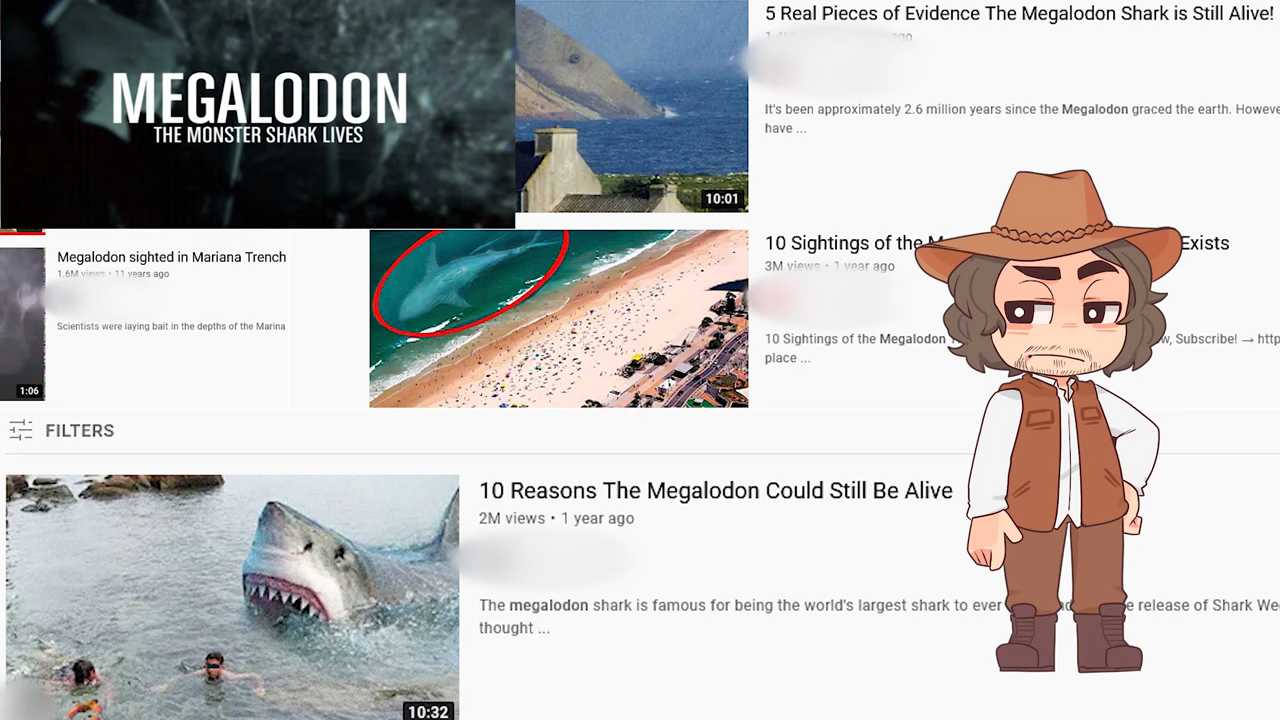 MEGALODON
THE MONSTER SHARK LIVES
10:01
5 Real Pieces of Evidence The Megalodon Shark is Still Alive!
ago
It's been approximately 2.6 million years since the Megalodon graced the earth. Howeve
have ...
Megalodon sighted in Mariana Trench
1.6M views • 11 years ago
Scientists were laying bait in the depths of the Marina
1:06
10 Sightings of the M Exists
3M views • 1 year ago
10 Sightings of the Megalodon w, Subscribe! → http
place ...
FILTERS
10 Reasons The Megalodon Could Still Be Alive
2M views • 1 year ago
The megalodon shark is famous for being the world's largest shark to ever e release of Shark We
thought ...
10:32